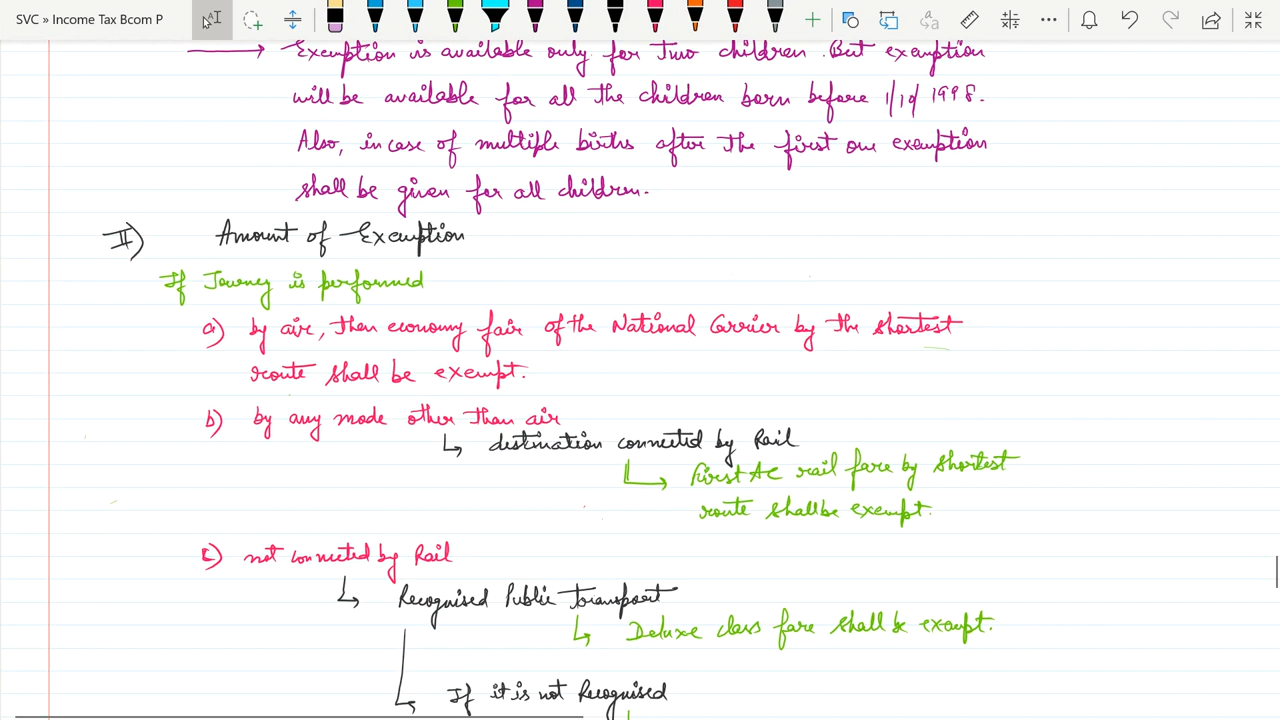 SVC » Income Tax Bcom P
Exemption is available only for Two children. But exemption
will be available for all the children born before 1/10/1998.
Also, in case of multiple births after the first one exemption
shall be given for all children.
II) Amount of Exemption
If Journey is performed
a) by air, then economy fair of the National Carrier by the shortest
route shall be exempt.
b) by any mode other than air
destination connected by Rail
First AC rail fare by shortest
route shall be exempt.
c) not connected by Rail
Recognised Public Transport
Deluxe class fare shall be exempt.
If it is not Recognised